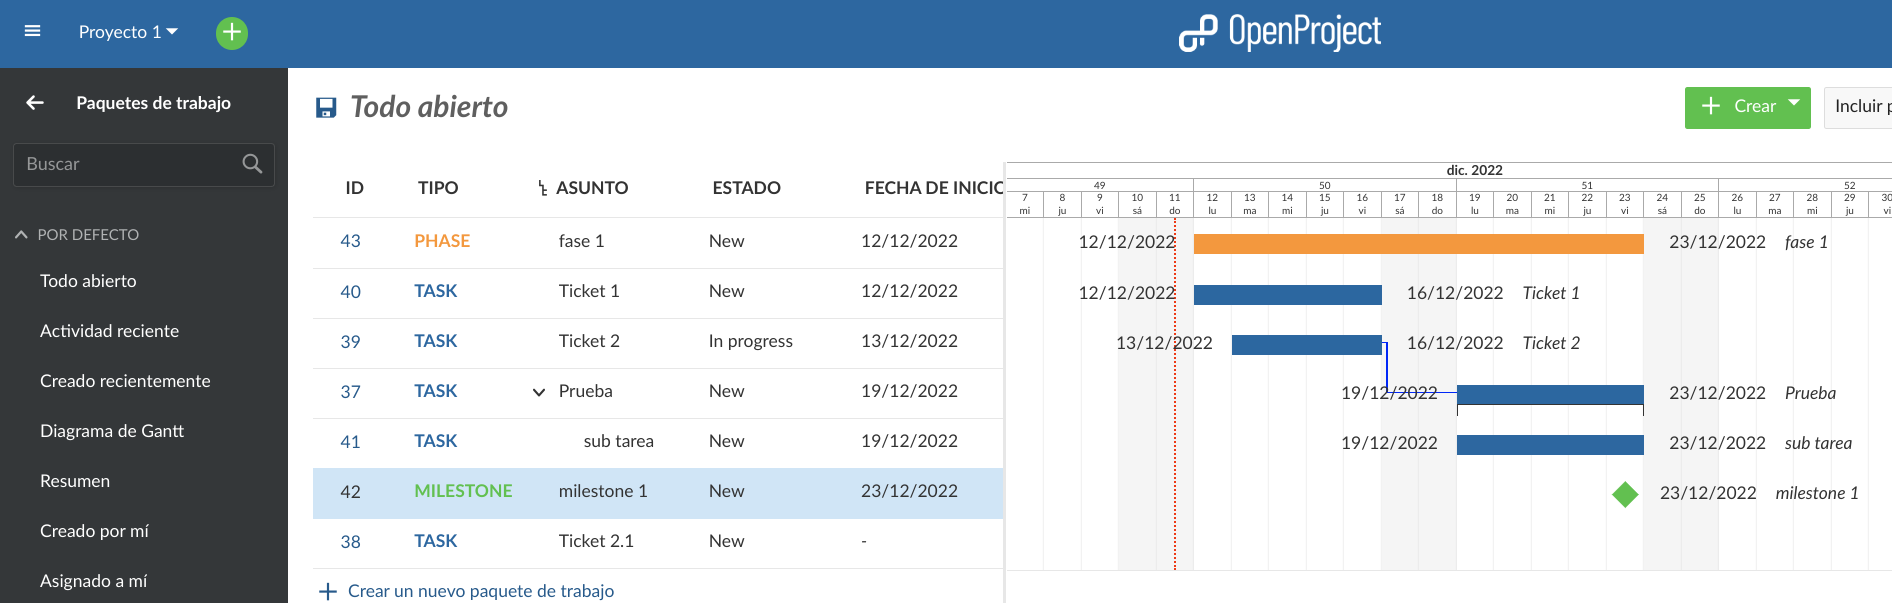 Proyecto 1
OpenProject
Paquetes de trabajo
Buscar
POR DEFECTO
Todo abierto
Actividad reciente
Creado recientemente
Diagrama de Gantt
Resumen
Creado por mí
Asignado a mí
Todo abierto
Crear
Incluir p
ID TIPO ASUNTO ESTADO FECHA DE INICIO
43 PHASE fase 1 New 12/12/2022
40 TASK Ticket 1 New 12/12/2022
39 TASK Ticket 2 In progress 13/12/2022
37 TASK Prueba New 19/12/2022
41 TASK sub tarea New 19/12/2022
42 MILESTONE milestone 1 New 23/12/2022
38 TASK Ticket 2.1 New -
Crear un nuevo paquete de trabajo
dic. 2022
49 50 51 52
7 8 9 10 11 12 13 14 15 16 17 18 19 20 21 22 23 24 25 26 27 28 29 30
mi ju vi sá do lu ma mi ju vi sá do lu ma mi ju vi sá do lu ma mi ju vi
12/12/2022 23/12/2022 fase 1
12/12/2022 16/12/2022 Ticket 1
13/12/2022 16/12/2022 Ticket 2
19/12/2022 23/12/2022 Prueba
19/12/2022 23/12/2022 sub tarea
23/12/2022 milestone 1